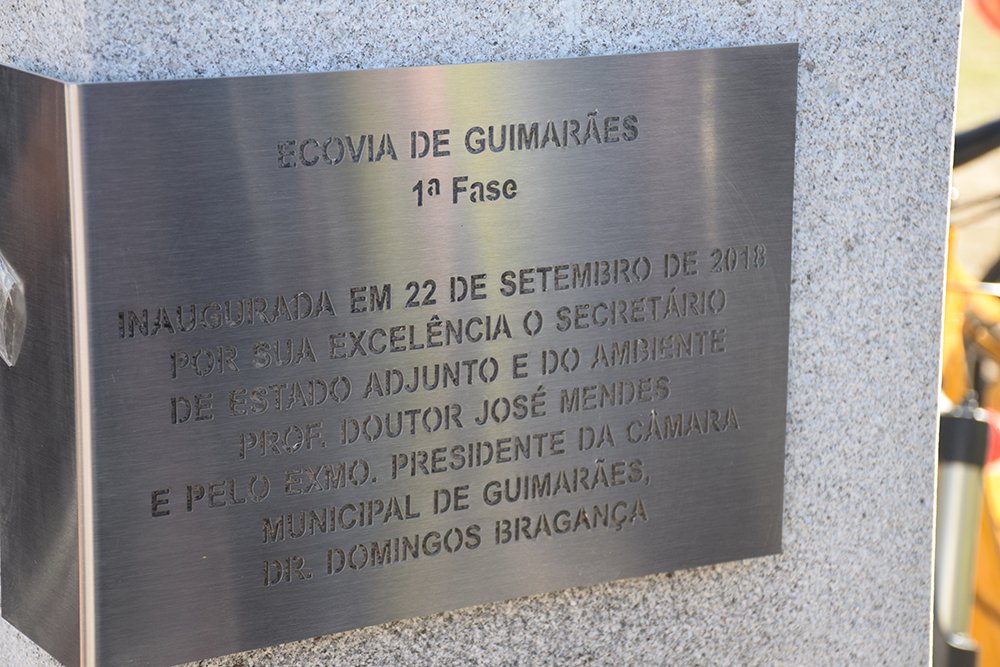 ECOVIA DE GUIMARÃES
1ª Fase
INAUGURADA EM 22 DE SETEMBRO DE 2018
POR SUA EXCELÊNCIA O SECRETÁRIO
DE ESTADO ADJUNTO E DO AMBIENTE
PROF. DOUTOR JOSÉ MENDES
E PELO EXMO. PRESIDENTE DA CÂMARA
MUNICIPAL DE GUIMARÃES,
DR. DOMINGOS BRAGANÇA